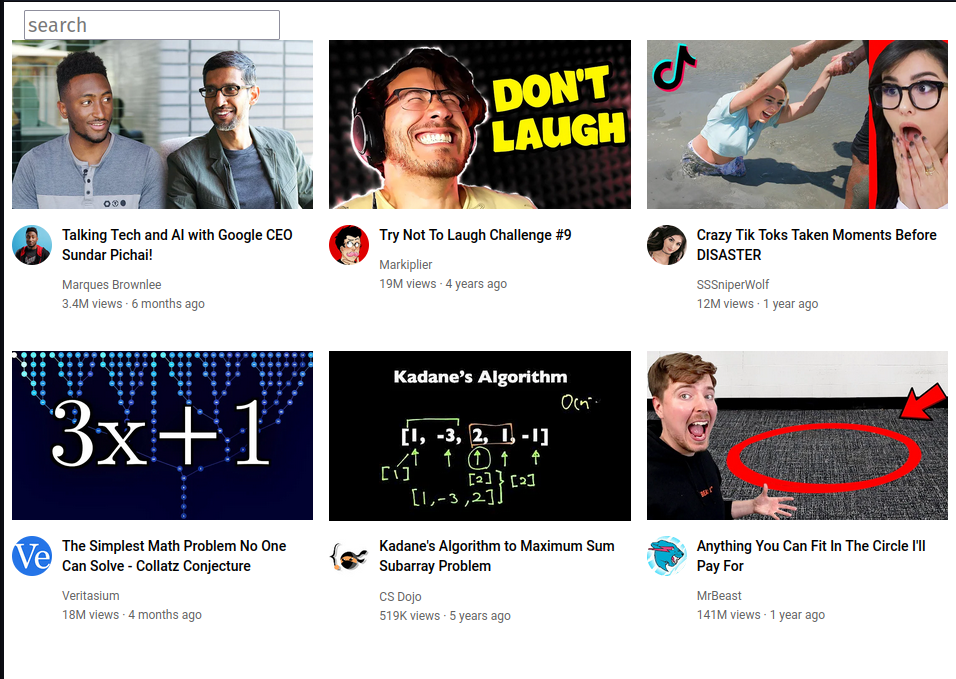 search
DON'T
LAUGH
Talking Tech and AI with Google CEO
Sundar Pichai!
Marques Brownlee
3.4M views · 6 months ago
Try Not To Laugh Challenge #9
Markiplier
19M views · 4 years ago
Crazy Tik Toks Taken Moments Before
DISASTER
SSSniperWolf
12M views · 1 year ago
3x+1
Kadane's Algorithm
[1, -3, 2, 1, -1]
[1]
[2]
[2]
[1, -3, 2]
Ve
The Simplest Math Problem No One
Can Solve - Collatz Conjecture
Veritasium
18M views · 4 months ago
Kadane's Algorithm to Maximum Sum
Subarray Problem
CS Dojo
519K views · 5 years ago
Anything You Can Fit In The Circle I'll
Pay For
MrBeast
141M views · 1 year ago